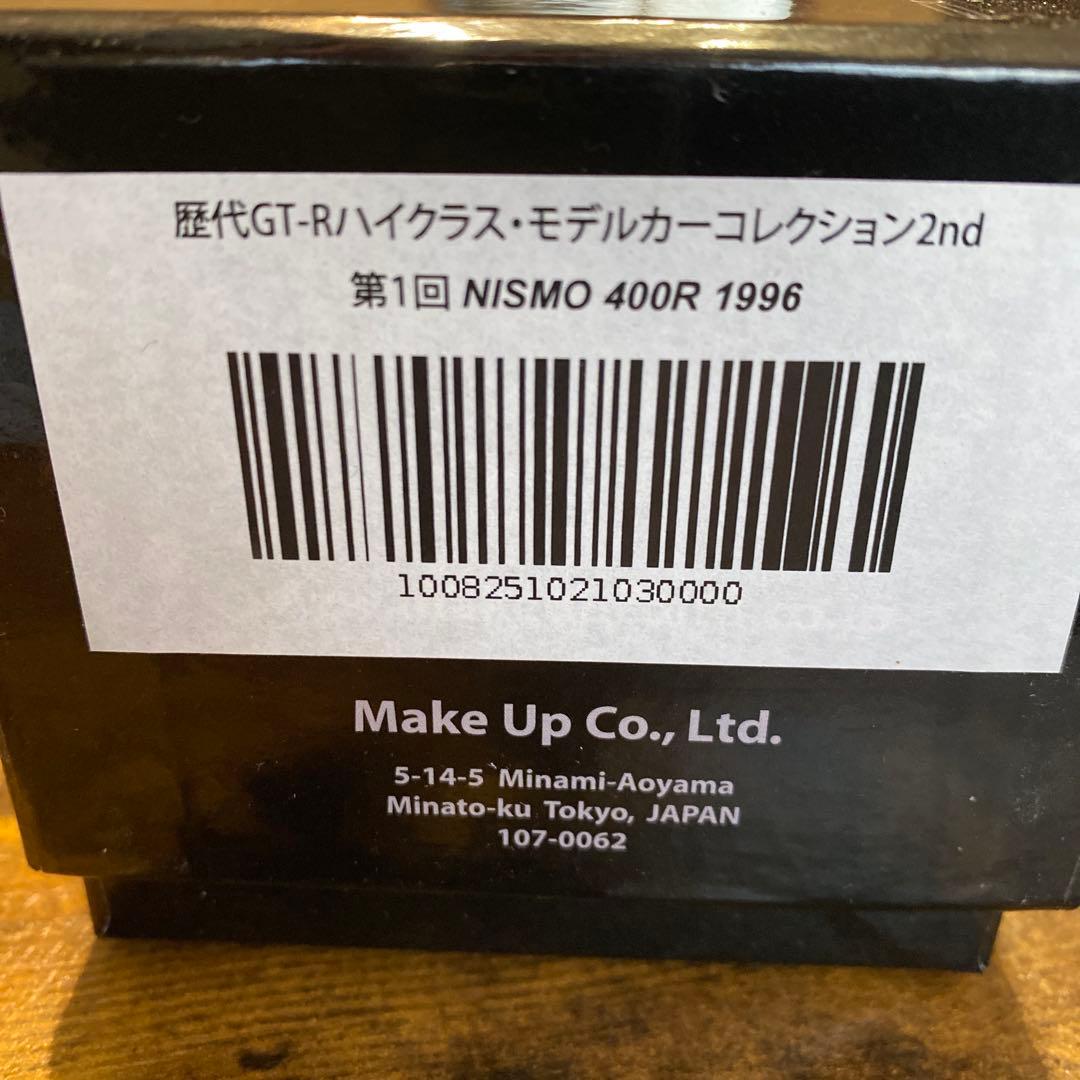 歴代GT-Rハイクラス・モデルカーコレクション2nd
第1回 NISMO 400R 1996
1008251021030000
Make Up Co., Ltd.
5-14-5 Minami-Aoyama
Minato-ku Tokyo, JAPAN
107-0062